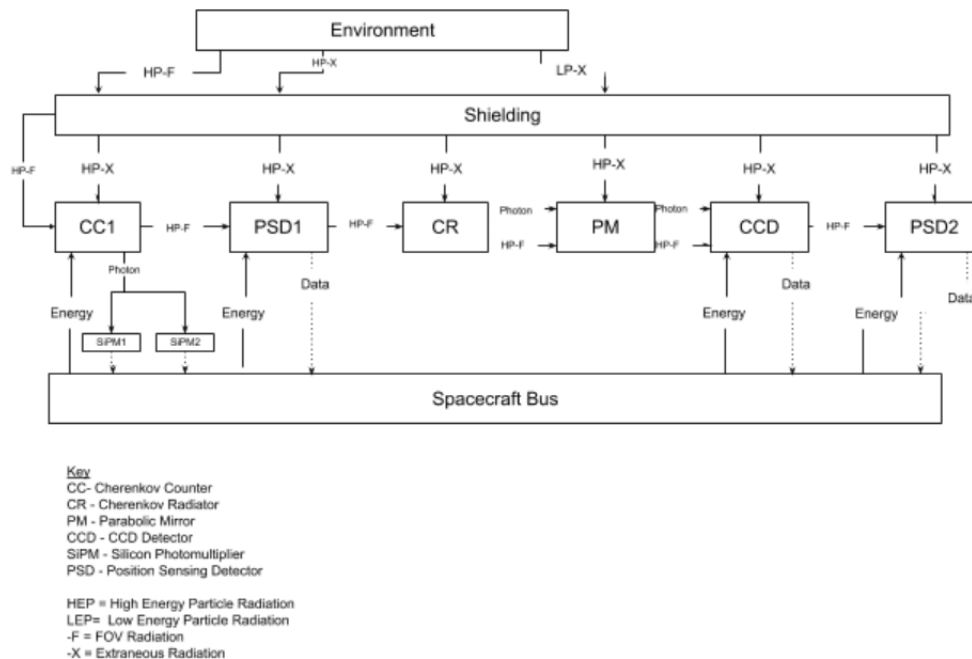 Environment
HP-F
HP-X
LP-X
Shielding
HP-F
HP-X
HP-X
HP-X
HP-X
HP-X
HP-X
CC1
HP-F
PSD1
HP-F
CR
Photon
HP-F
PM
Photon
HP-F
CCD
HP-F
PSD2
Photon
Energy
SiPM1
SiPM2
Energy
Data
Energy
Data
Energy
Data
Spacecraft Bus
Key
CC- Cherenkov Counter
CR - Cherenkov Radiator
PM - Parabolic Mirror
CCD - CCD Detector
SiPM - Silicon Photomultiplier
PSD - Position Sensing Detector
HEP = High Energy Particle Radiation
LEP= Low Energy Particle Radiation
-F = FOV Radiation
-X = Extraneous Radiation